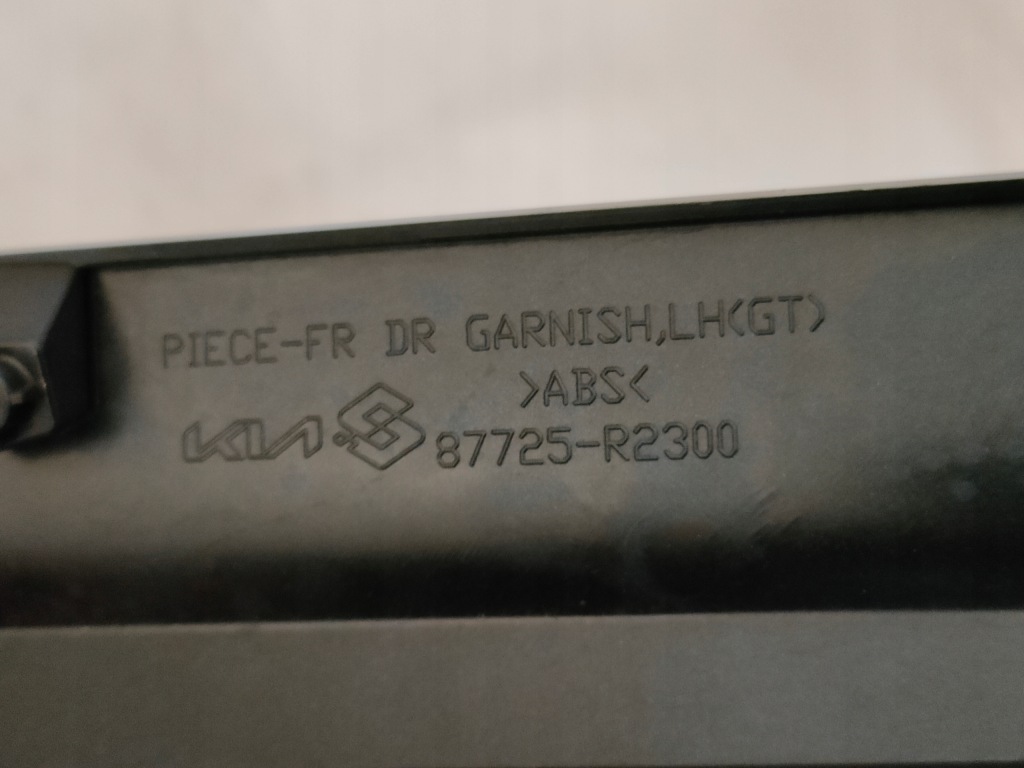 PIECE-FR DR GARNISH,LH(GT)
>ABS<
KIA 87725-R2300